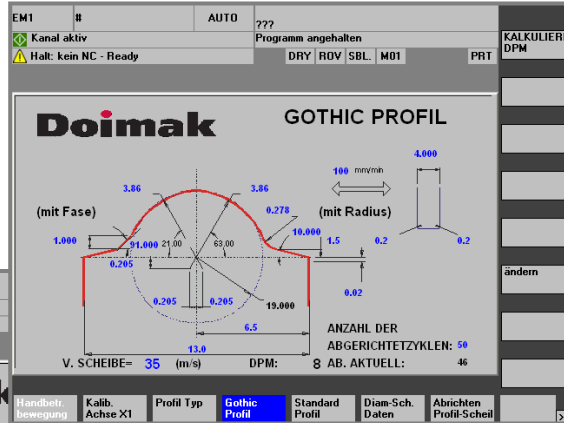 EM1 # AUTO ???
Kanal aktiv Programm angehalten
Halt: kein NC - Ready DRY ROV SBL. M01 PRT
KALKULIERE
DPM
Doimak GOTHIC PROFIL
4.000
100 mm/min
3.86 3.86
(mit Fase) 0.278 (mit Radius)
1.000 91.000 21.00 63.00 10.000 1.5 0.2 0.2
0.205
0.02
0.205 0.205 19.000
6.5
13.0
ANZAHL DER
ABGERICHTETZYKLEN: 50
V. SCHEIBE= 35 (m/s) DPM: 8 AB. AKTUELL: 46
ändern
Handbetr.
bewegung
Kalib.
Achse X1
Profil Typ
Gothic
Profil
Standard
Profil
Diam-Sch.
Daten
Abrichten
Profil-Scheil